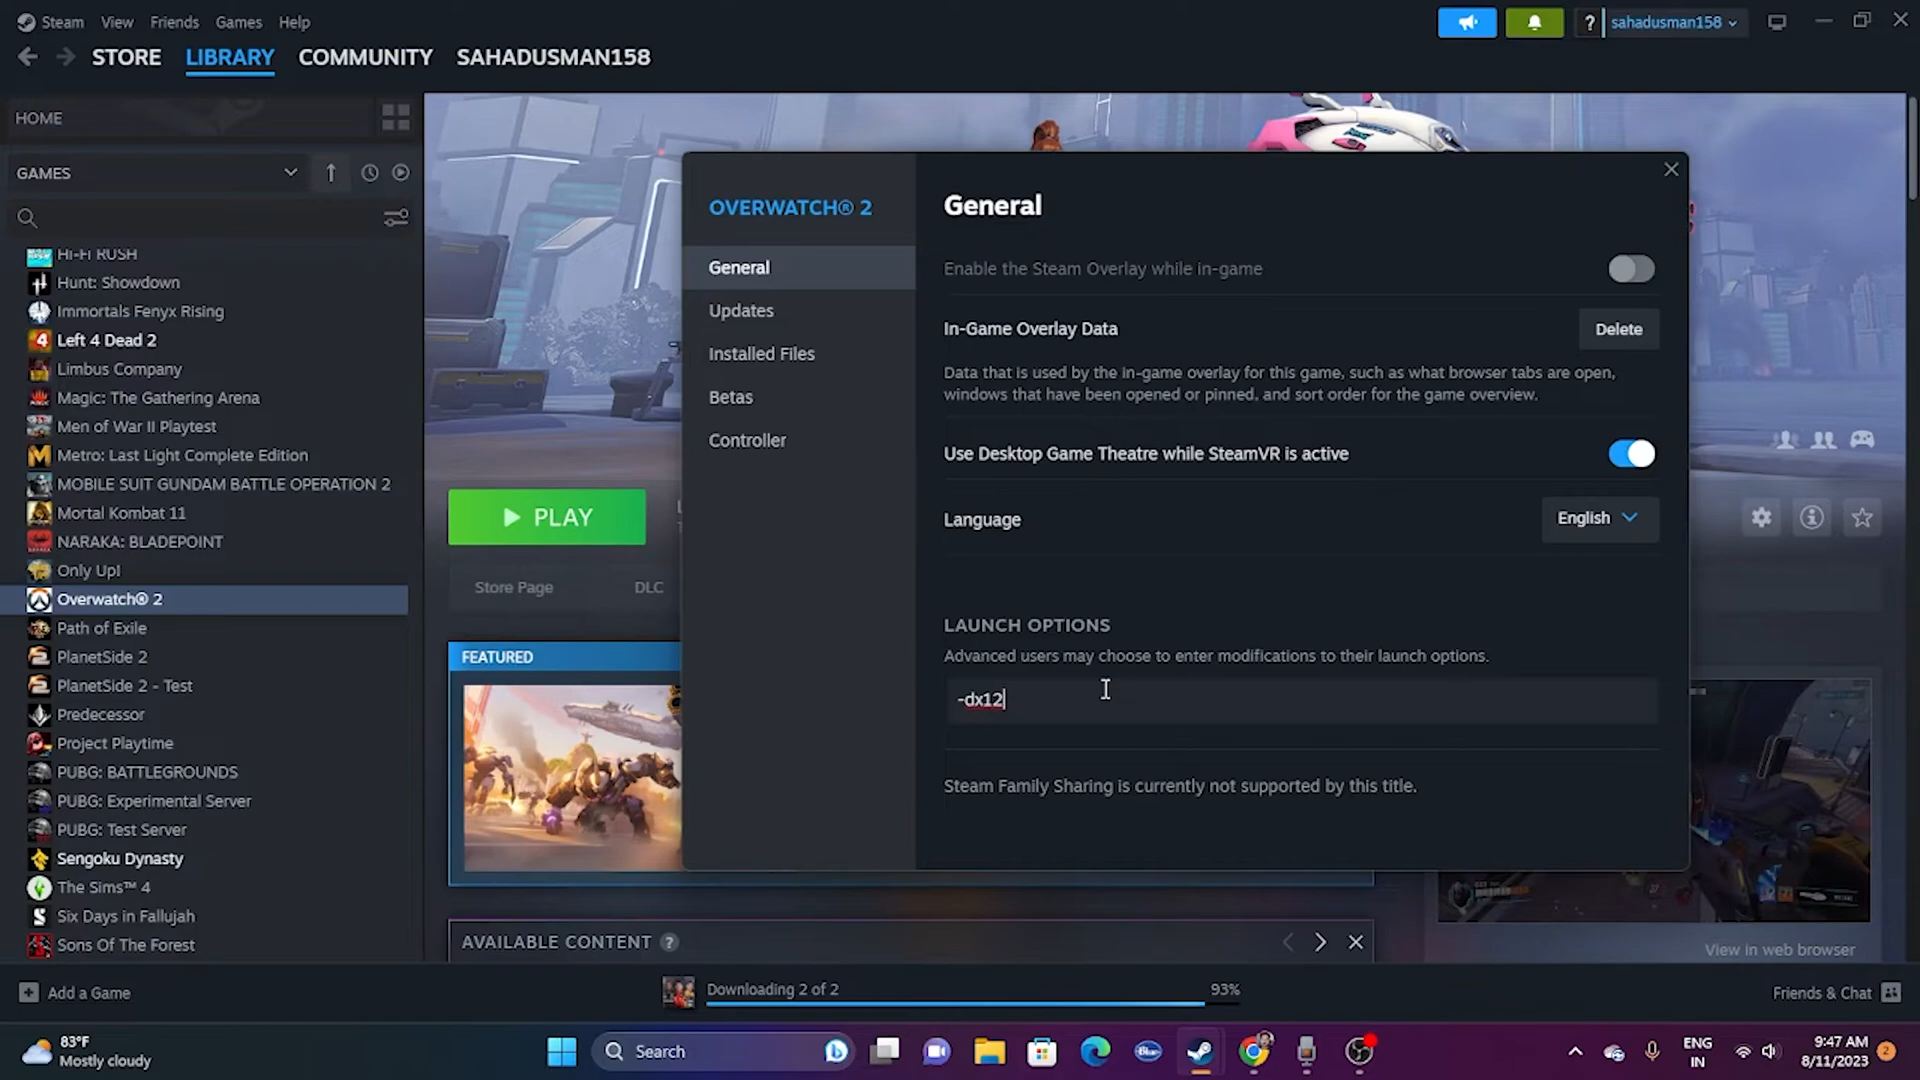 Steam View Friends Games Help
? sahadusman158
STORE LIBRARY COMMUNITY SAHADUSMAN158
HOME
GAMES
HI-FI RUSH
Hunt: Showdown
Immortals Fenyx Rising
Left 4 Dead 2
Limbus Company
Magic: The Gathering Arena
Men of War II Playtest
Metro: Last Light Complete Edition
MOBILE SUIT GUNDAM BATTLE OPERATION 2
Mortal Kombat 11
NARAKA: BLADEPOINT
Only Up!
Overwatch® 2
Path of Exile
PlanetSide 2
PlanetSide 2 - Test
Predecessor
Project Playtime
PUBG: BATTLEGROUNDS
PUBG: Experimental Server
PUBG: Test Server
Sengoku Dynasty
The Sims™ 4
Six Days in Fallujah
Sons Of The Forest
PLAY
Store Page DLC
FEATURED
OVERWATCH® 2
General
Updates
Installed Files
Betas
Controller
General
Enable the Steam Overlay while in-game
In-Game Overlay Data Delete
Data that is used by the in-game overlay for this game, such as what browser tabs are open,
windows that have been opened or pinned, and sort order for the game overview.
Use Desktop Game Theatre while SteamVR is active
Language English
LAUNCH OPTIONS
Advanced users may choose to enter modifications to their launch options.
-dx12
Steam Family Sharing is currently not supported by this title.
AVAILABLE CONTENT ?
View in web browser
Add a Game
Downloading 2 of 2 93%
Friends & Chat
83°F
Mostly cloudy
Search
ENG
IN
9:47 AM
8/11/2023
2